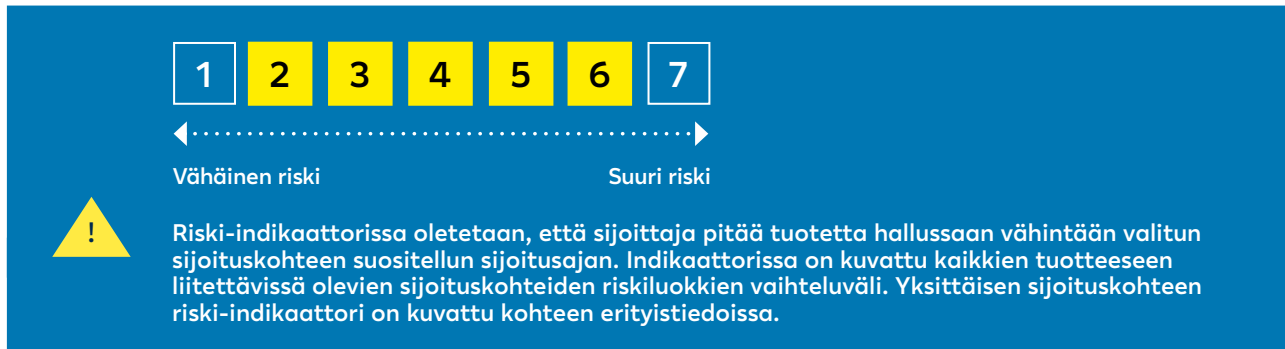 1 2 3 4 5 6 7
Vähäinen riski Suuri riski
!
Riski-indikaattorissa oletetaan, että sijoittaja pitää tuotetta hallussaan vähintään valitun
sijoituskohteen suositellun sijoitusajan. Indikaattorissa on kuvattu kaikkien tuotteeseen
liitettävissä olevien sijoituskohteiden riskiluokkien vaihteluväli. Yksittäisen sijoituskohteen
riski-indikaattori on kuvattu kohteen erityistiedoissa.